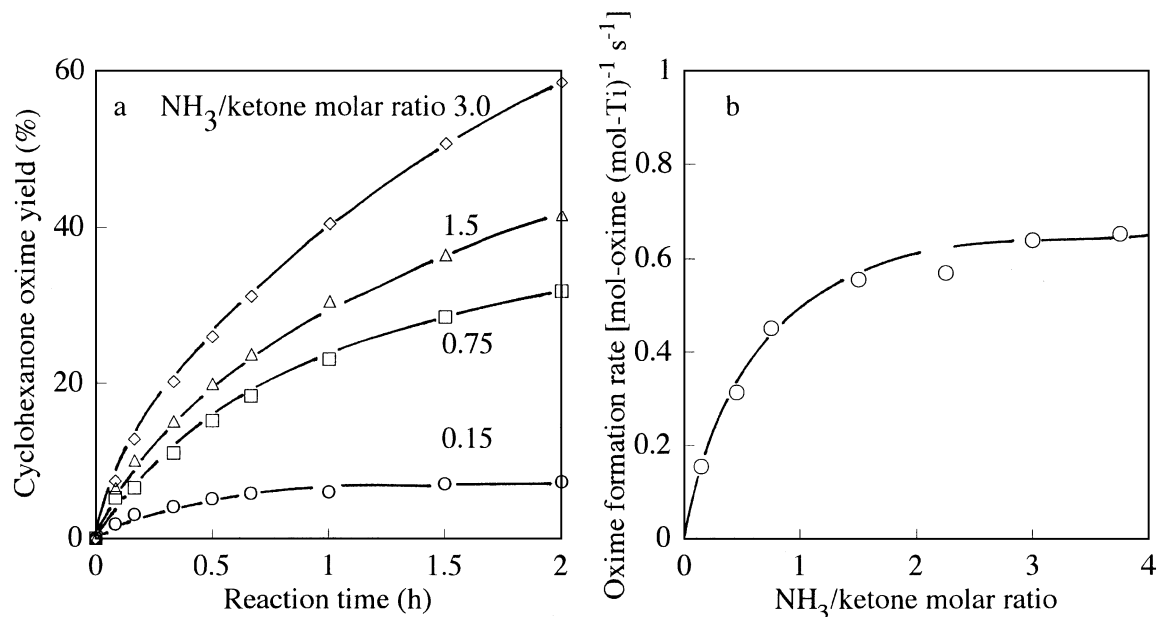 a NH3/ketone molar ratio 3.0
1.5
0.75
0.15
60
40
20
0
0 0.5 1 1.5 2
Cyclohexanone oxime yield (%)
Reaction time (h)
b
1
0.8
0.6
0.4
0.2
0
0 1 2 3 4
Oxime formation rate [mol-oxime (mol-Ti)-1 s-1]
NH3/ketone molar ratio